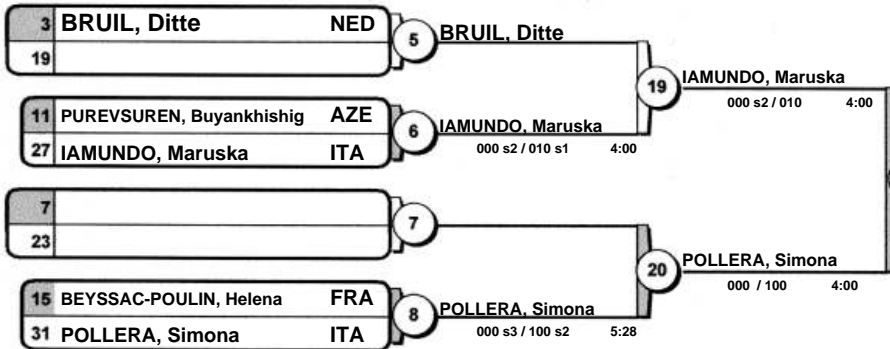 3 BRUIL, Ditte NED
19
5
BRUIL, Ditte
11 PUREVSUREN, Buyankhishig AZE
27 IAMUNDO, Maruska ITA
6
IAMUNDO, Maruska
000 s2 / 010 s1 4:00
19
IAMUNDO, Maruska
000 s2 / 010 4:00
7
23
7
15 BEYSSAC-POULIN, Helena FRA
31 POLLERA, Simona ITA
8
POLLERA, Simona
000 s3 / 100 s2 5:28
20
POLLERA, Simona
000 / 100 4:00